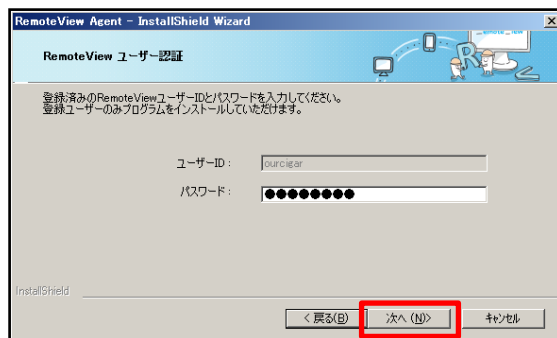 RemoteView Agent - InstallShield Wizard
RemoteView ユーザー認証
登録済みのRemoteViewユーザーIDとパスワードを入力してください。
登録ユーザーのみプログラムをインストールしていただけます。
ユーザーID：
ourcigar
パスワード：
●●●●●●●●
InstallShield
< 戻る(B)
次へ (N)>
キャンセル